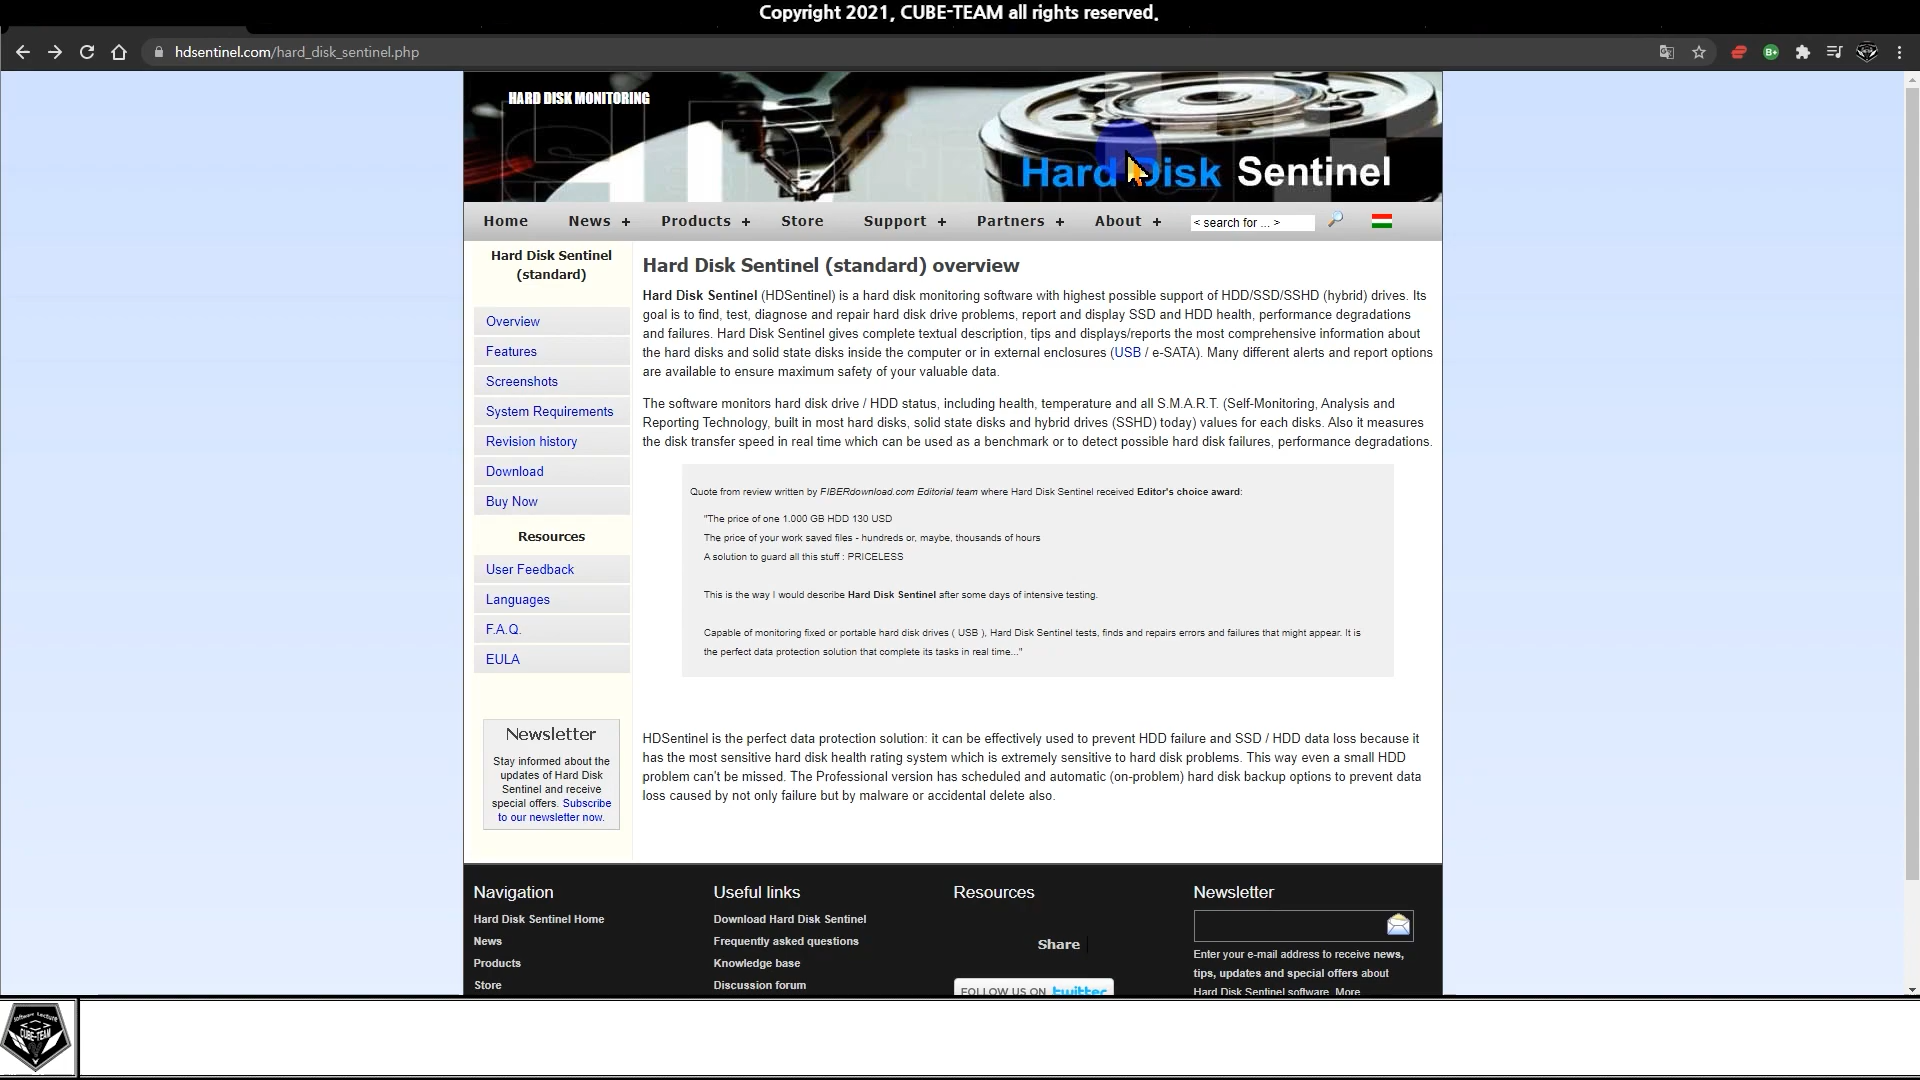 Copyright 2021, CUBE-TEAM all rights reserved.
hdsentinel.com/hard_disk_sentinel.php
HARD DISK MONITORING
Hard Disk Sentinel
Home News + Products + Store Support + Partners + About + < search for ... >
Hard Disk Sentinel
(standard)
Overview
Features
Screenshots
System Requirements
Revision history
Download
Buy Now
Resources
User Feedback
Languages
F.A.Q.
EULA
Newsletter
Stay informed about the
updates of Hard Disk
Sentinel and receive
special offers. Subscribe
to our newsletter now.
Hard Disk Sentinel (standard) overview
Hard Disk Sentinel (HDSentinel) is a hard disk monitoring software with highest possible support of HDD/SSD/SSHD (hybrid) drives. Its
goal is to find, test, diagnose and repair hard disk drive problems, report and display SSD and HDD health, performance degradations
and failures. Hard Disk Sentinel gives complete textual description, tips and displays/reports the most comprehensive information about
the hard disks and solid state disks inside the computer or in external enclosures (USB / e-SATA). Many different alerts and report options
are available to ensure maximum safety of your valuable data.
The software monitors hard disk drive / HDD status, including health, temperature and all S.M.A.R.T. (Self-Monitoring, Analysis and
Reporting Technology, built in most hard disks, solid state disks and hybrid drives (SSHD) today) values for each disks. Also it measures
the disk transfer speed in real time which can be used as a benchmark or to detect possible hard disk failures, performance degradations.
Quote from review written by FIBERdownload.com Editorial team where Hard Disk Sentinel received Editor's choice award:
"The price of one 1.000 GB HDD 130 USD
The price of your work saved files - hundreds or, maybe, thousands of hours
A solution to guard all this stuff : PRICELESS
This is the way I would describe Hard Disk Sentinel after some days of intensive testing.
Capable of monitoring fixed or portable hard disk drives ( USB ), Hard Disk Sentinel tests, finds and repairs errors and failures that might appear. It is
the perfect data protection solution that complete its tasks in real time..."
HDSentinel is the perfect data protection solution: it can be effectively used to prevent HDD failure and SSD / HDD data loss because it
has the most sensitive hard disk health rating system which is extremely sensitive to hard disk problems. This way even a small HDD
problem can't be missed. The Professional version has scheduled and automatic (on-problem) hard disk backup options to prevent data
loss caused by not only failure but by malware or accidental delete also.
Navigation
Hard Disk Sentinel Home
News
Products
Store
Useful links
Download Hard Disk Sentinel
Frequently asked questions
Knowledge base
Discussion forum
Resources
Share
FOLLOW US ON twitter
Newsletter
Enter your e-mail address to receive news,
tips, updates and special offers about
Hard Disk Sentinel software. More
Software Lecture
CUBE-TEAM